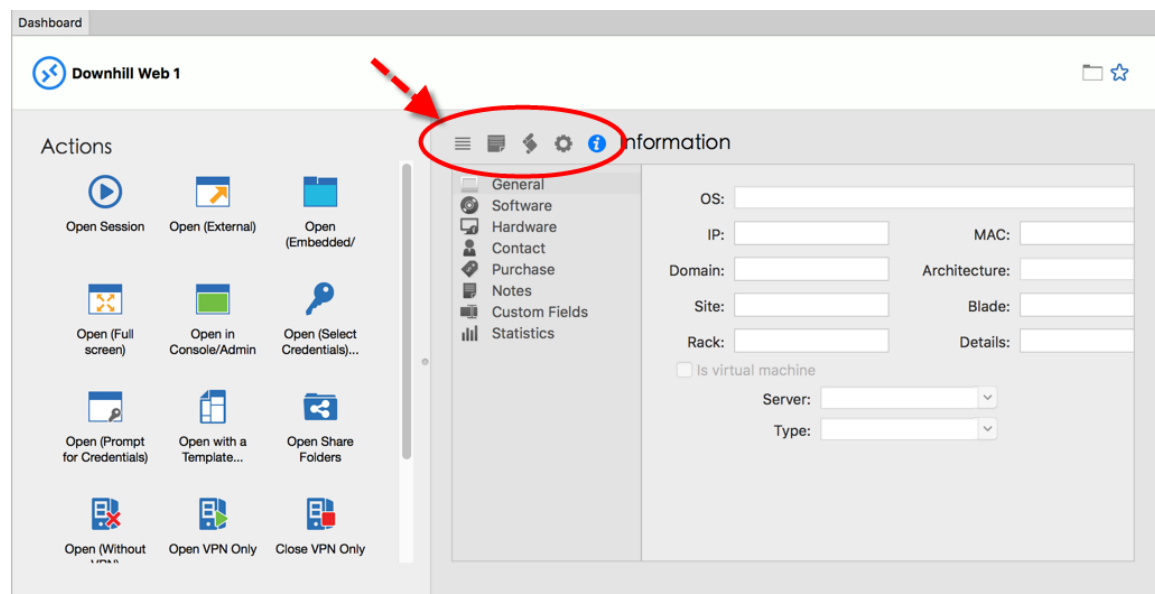 Dashboard
Downhill Web 1
Actions
Information
Open Session
Open (External)
Open
(Embedded/
Open (Full
screen)
Open in
Console/Admin
Open (Select
Credentials)...
Open (Prompt
for Credentials)
Open with a
Template...
Open Share
Folders
Open (Without
VPN)
Open VPN Only
Close VPN Only
General
Software
Hardware
Contact
Purchase
Notes
Custom Fields
Statistics
OS:
IP:
MAC:
Domain:
Architecture:
Site:
Blade:
Rack:
Details:
Is virtual machine
Server:
Type: